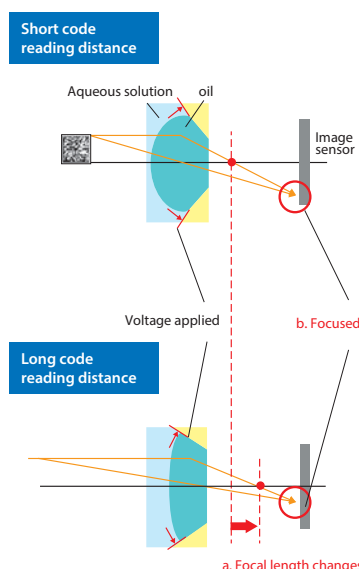 Short code
reading distance
Aqueous solution
oil
Image
sensor
Voltage applied
b. Focused
Long code
reading distance
a. Focal length changes